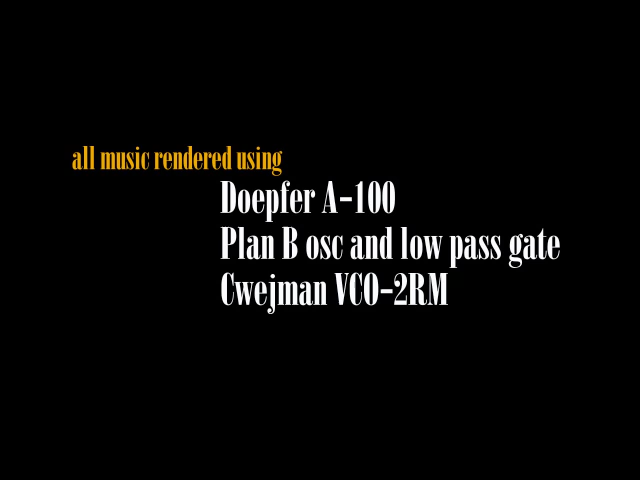 all music rendered using
Doepfer A-100
Plan B osc and low pass gate
Cwejman VCO-2RM